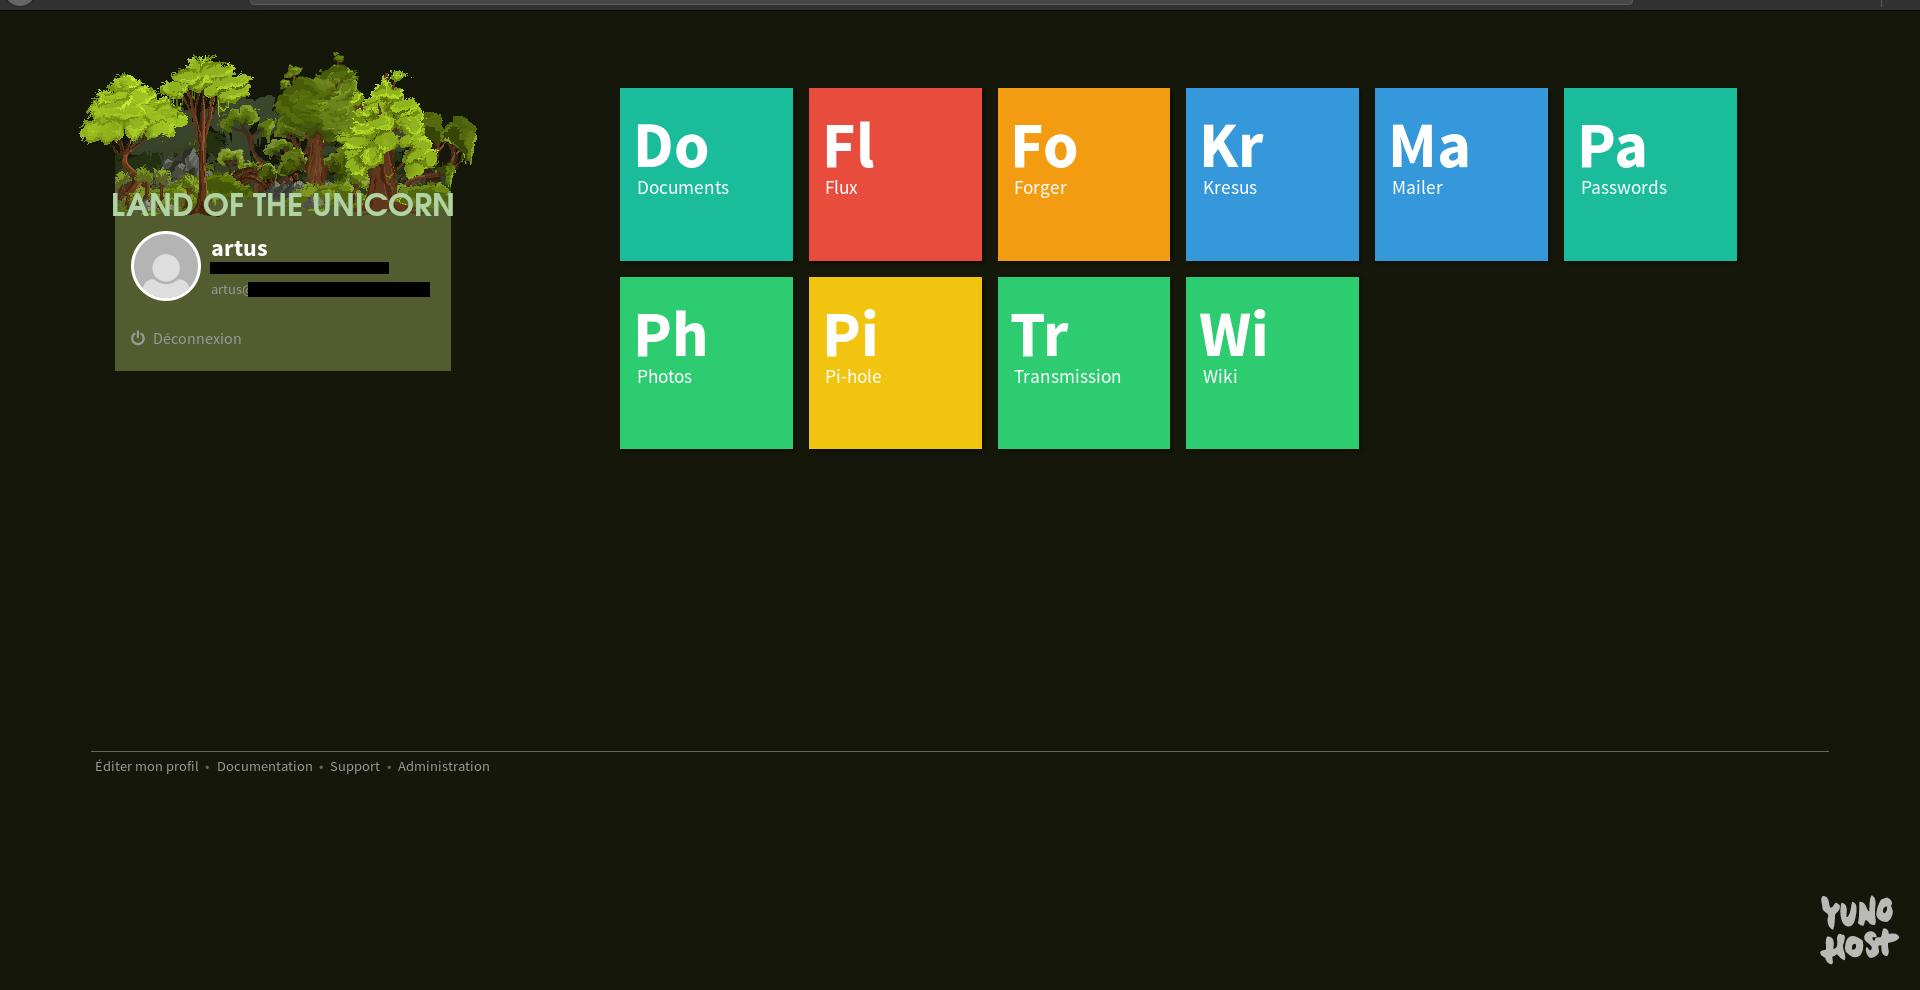 LAND OF THE UNICORN
artus
artus@
Déconnexion
Do
Documents
Fl
Flux
Fo
Forger
Kr
Kresus
Ma
Mailer
Pa
Passwords
Ph
Photos
Pi
Pi-hole
Tr
Transmission
Wi
Wiki
Éditer mon profil • Documentation • Support • Administration
YUNO
HOST